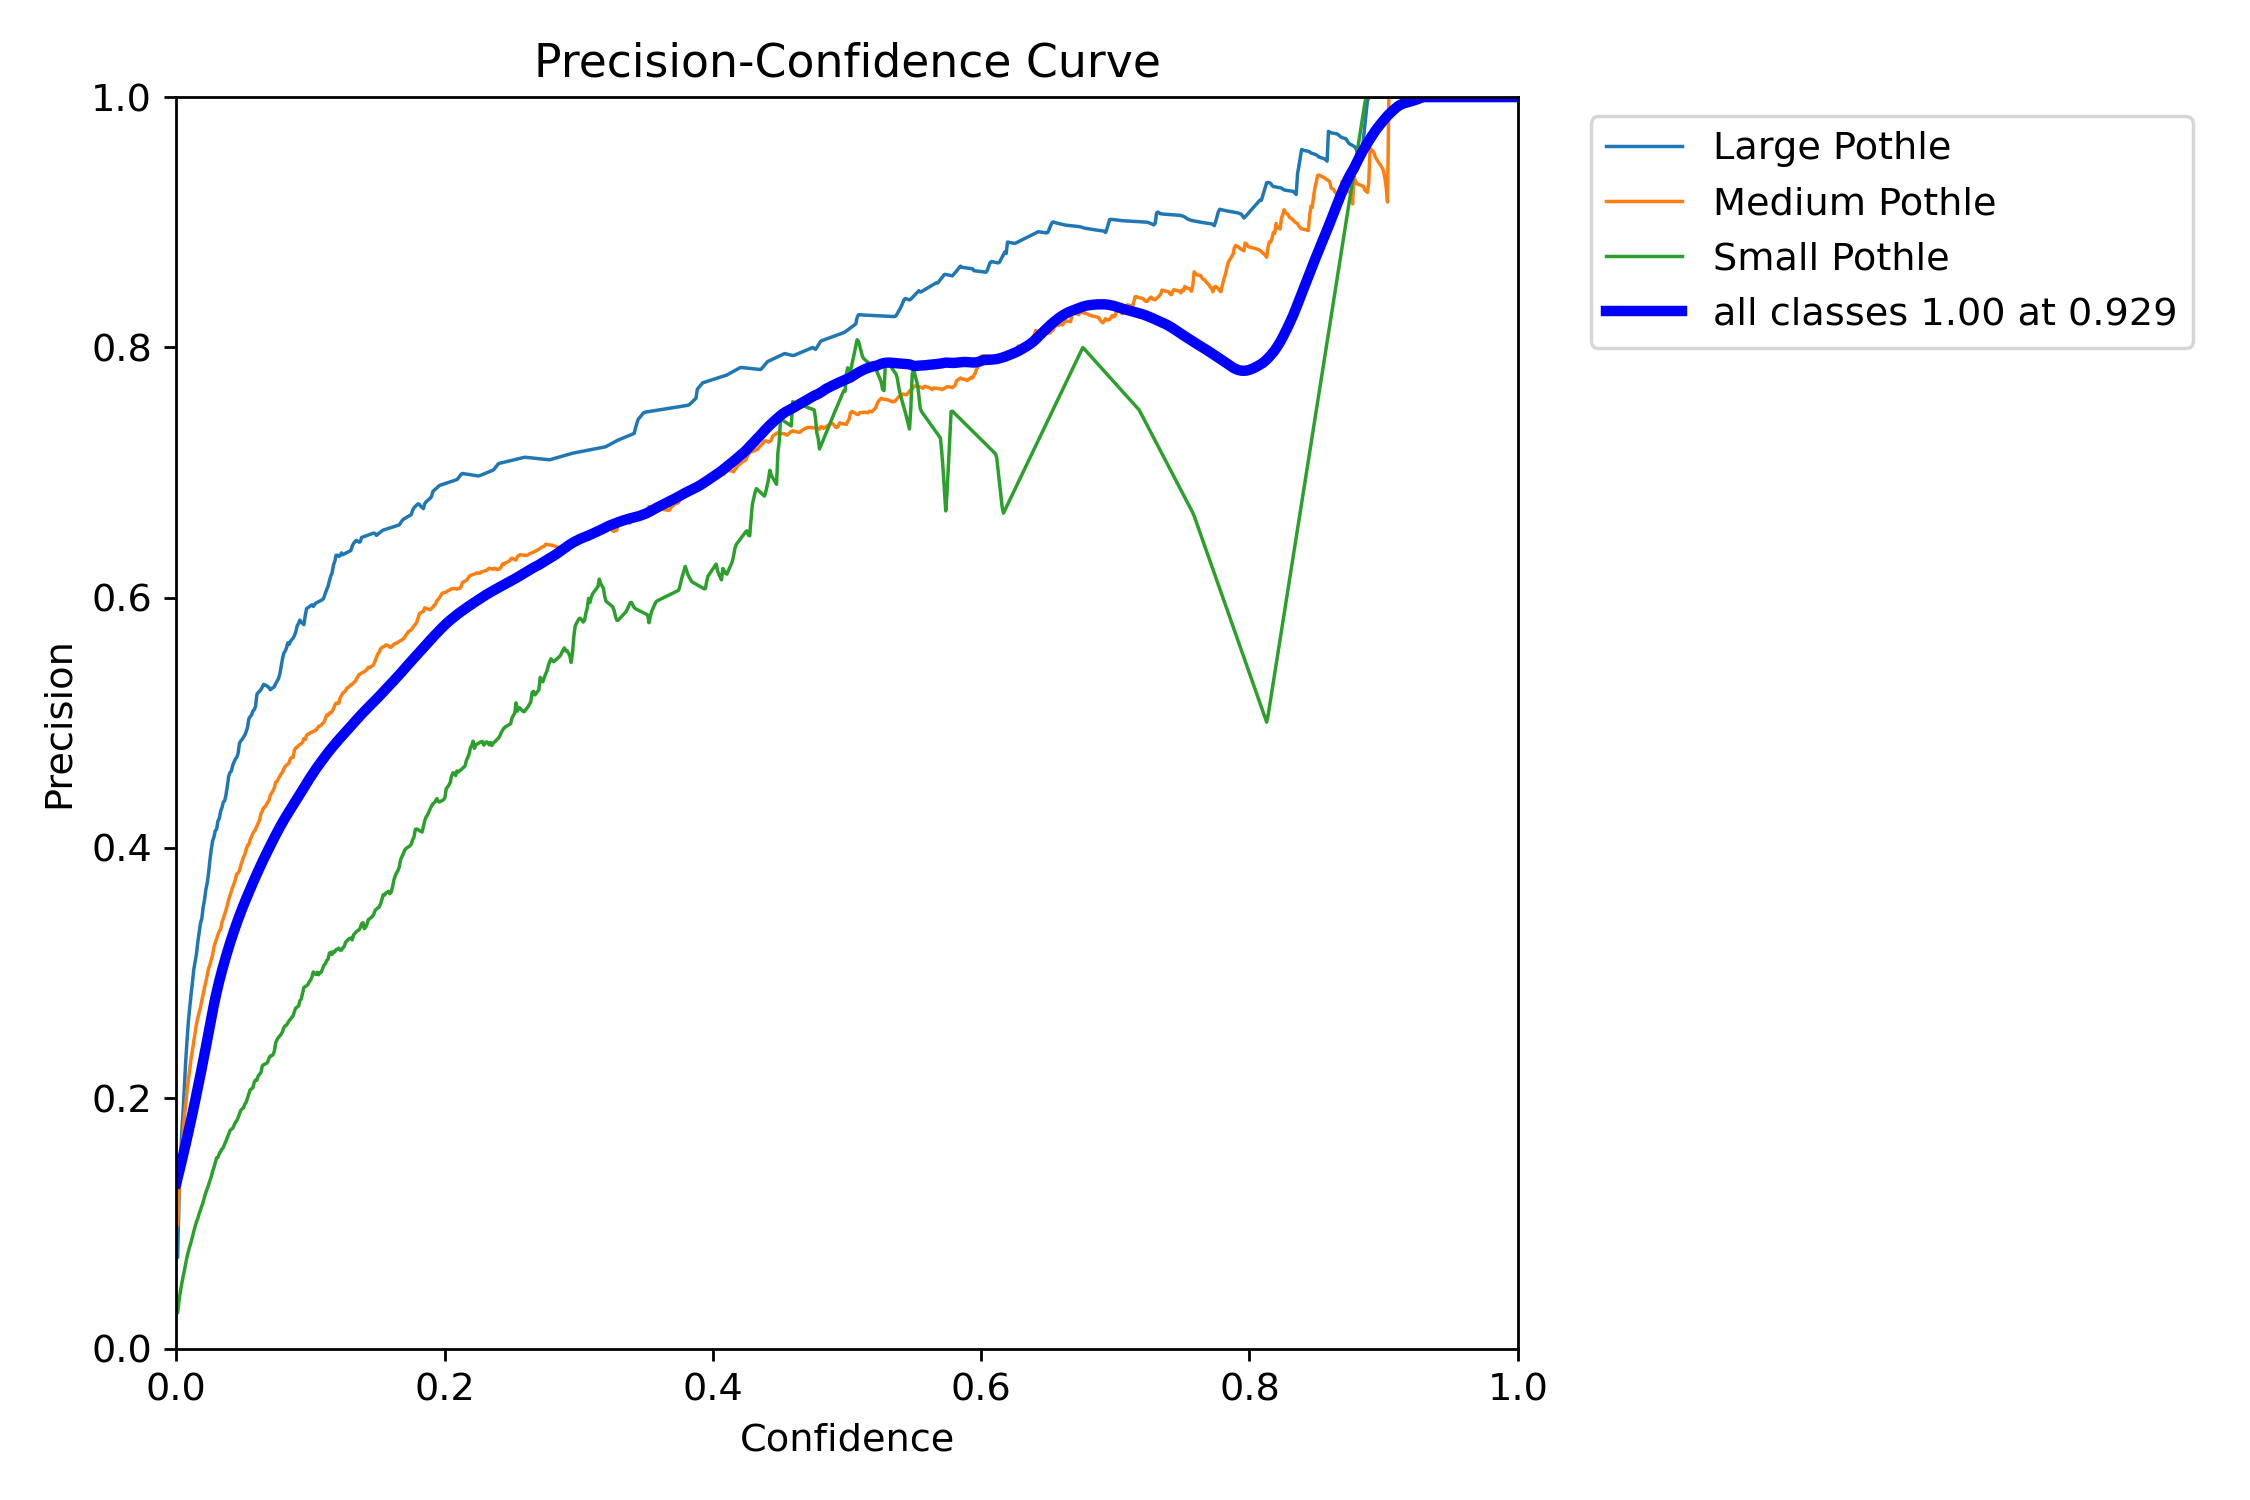 Precision-Confidence Curve
1.0
0.8
0.6
0.4
0.2
0.0
Precision
0.0 0.2 0.4 0.6 0.8 1.0
Confidence
Large Pothle
Medium Pothle
Small Pothle
all classes 1.00 at 0.929